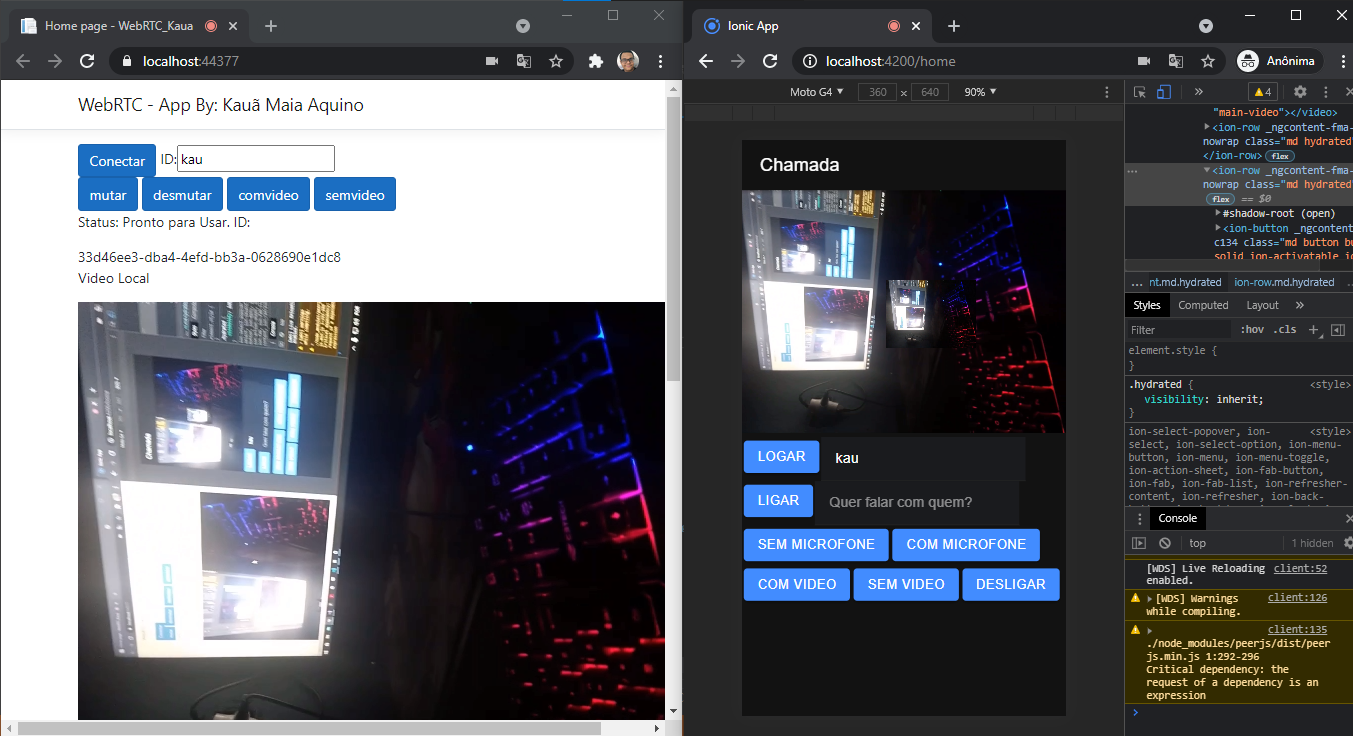 Home page - WebRTC_Kaua
localhost:44377
WebRTC - App By: Kauã Maia Aquino
Conectar ID: kau
mutar desmutar comvideo semvideo
Status: Pronto para Usar. ID:
33d46ee3-dba4-4efd-bb3a-0628690e1dc8
Video Local
Ionic App
localhost:4200/home
Anônima
Moto G4 360 × 640 90%
Chamada
LOGAR kau
LIGAR Quer falar com quem?
SEM MICROFONE COM MICROFONE
COM VIDEO SEM VIDEO DESLIGAR
4
"main-video"></video>
<ion-row _ngcontent-fma-
nowrap class="md hydrated
</ion-row> flex
<ion-row _ngcontent-fma-
nowrap class="md hydrated
flex == $0
#shadow-root (open)
<ion-button _ngcontent-
c134 class="md button bu
solid ion-activatable io
... nt.md.hydrated ion-row.md.hydrated
Styles Computed Layout
Filter :hov .cls
element.style {
}
.hydrated { <style>
visibility: inherit;
}
ion-select-popover, ion- <style>
select, ion-select-option, ion-menu-
button, ion-menu, ion-menu-toggle,
ion-action-sheet, ion-fab-button,
ion-fab, ion-fab-list, ion-refresher-
content, ion-refresher, ion-back-
Console
top 1 hidden
[WDS] Live Reloading client:52
enabled.
[WDS] Warnings client:126
while compiling.
client:135
./node_modules/peerjs/dist/peer
js.min.js 1:292-296
Critical dependency: the
request of a dependency is an
expression